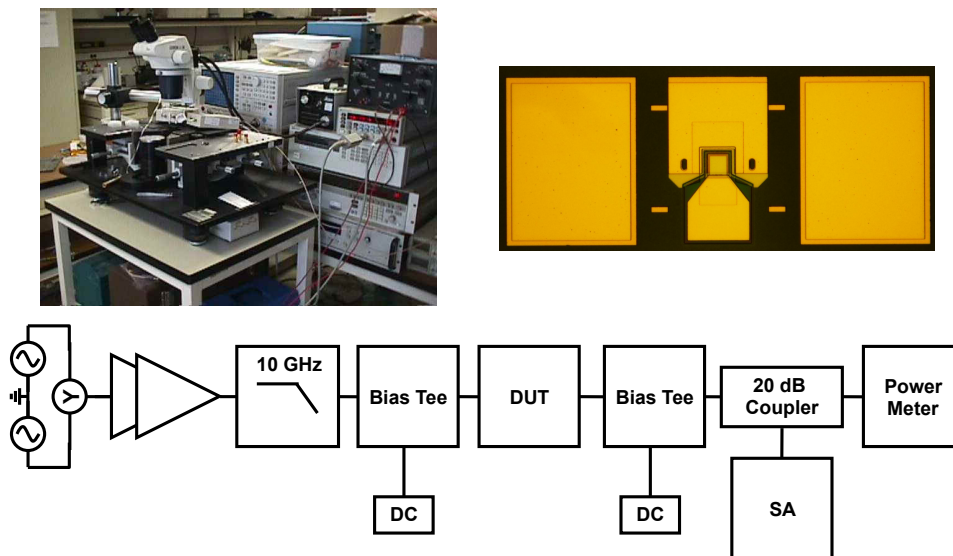 10 GHz
Y
Bias Tee
DUT
Bias Tee
20 dB
Coupler
Power
Meter
DC
DC
SA